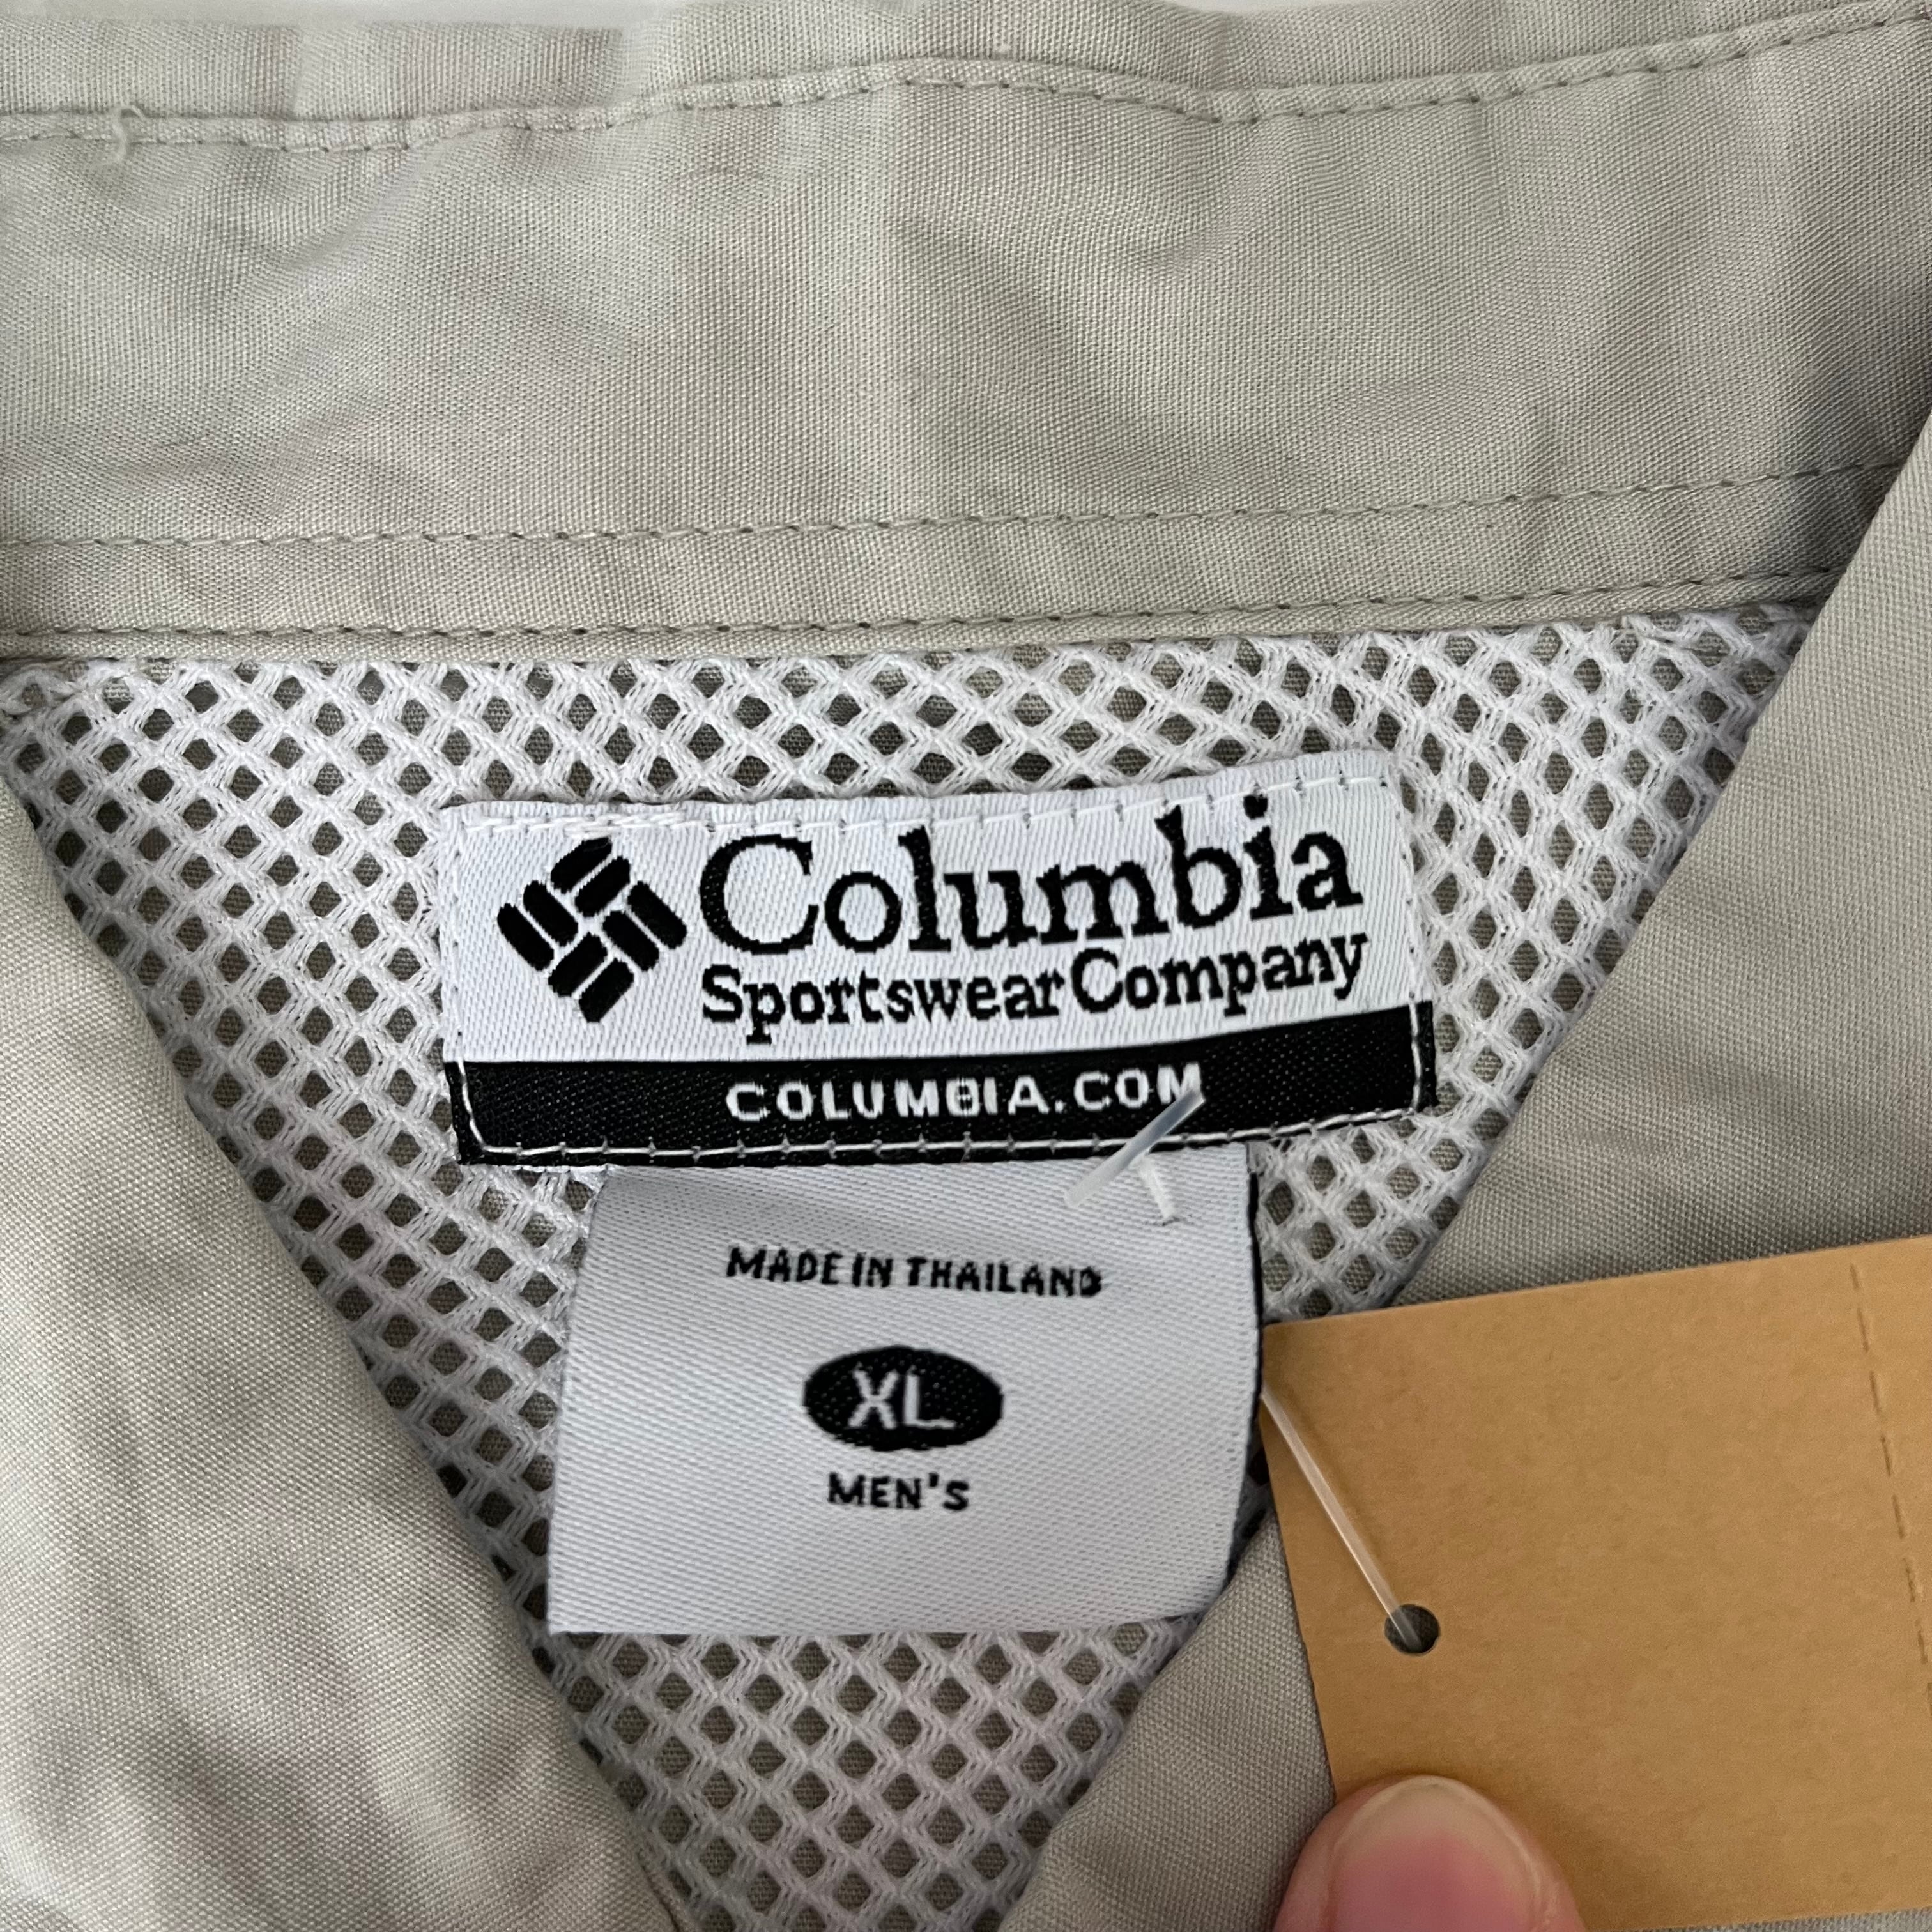 Columbia
Sportswear Company
COLUMBIA.COM
MADE IN THAILAND
XL
MEN'S